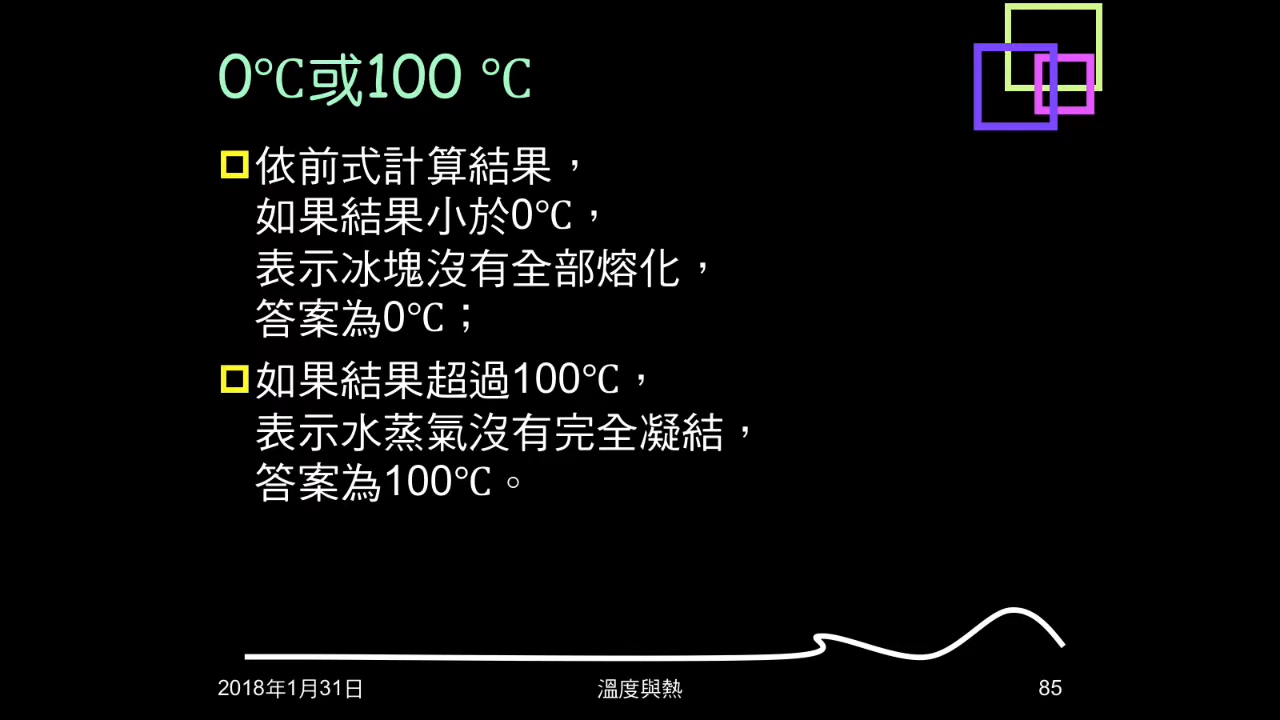 0℃或100 ℃
依前式計算結果，
如果結果小於0℃，
表示冰塊沒有全部熔化，
答案為0℃；
如果結果超過100℃，
表示水蒸氣沒有完全凝結，
答案為100℃。
2018年1月31日
溫度與熱
85